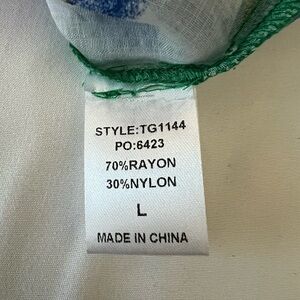 STYLE:TG1144
PO:6423
70%RAYON
30%NYLON
L
MADE IN CHINA